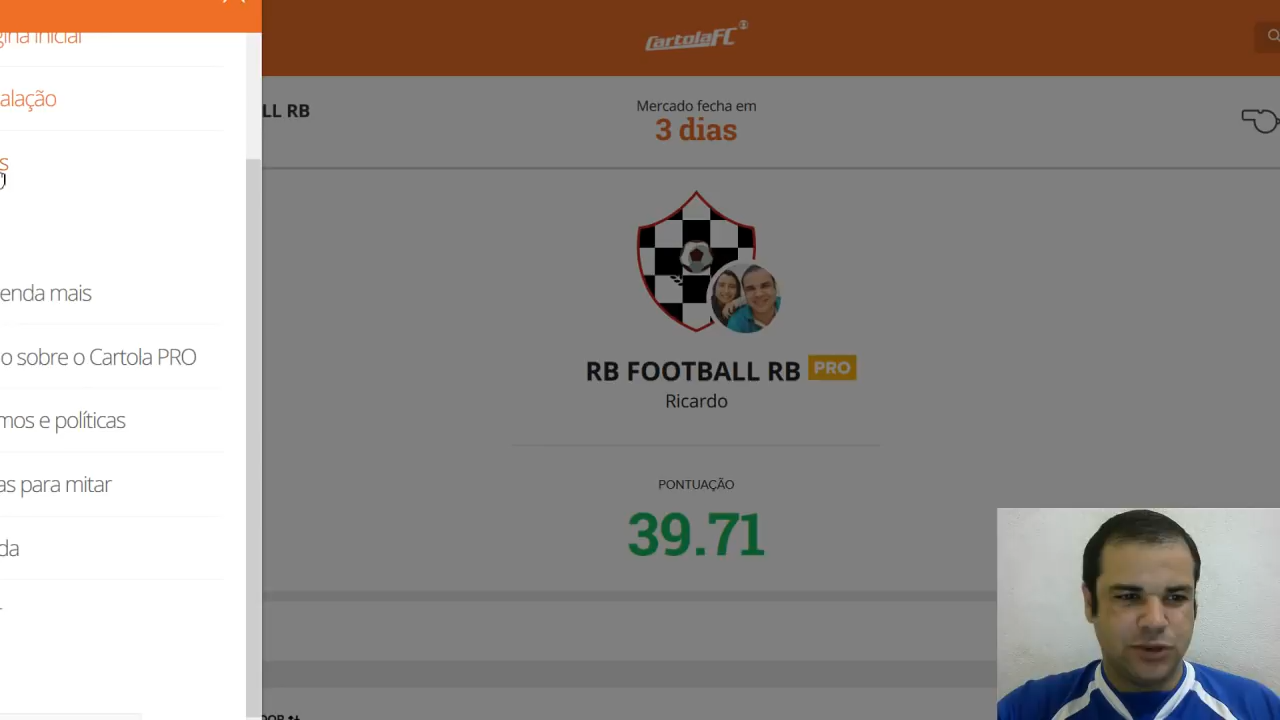 gina inicial
alação
s
enda mais
o sobre o Cartola PRO
mos e políticas
as para mitar
da
CartolaFC
LL RB
Mercado fecha em
3 dias
RB FOOTBALL RB PRO
Ricardo
PONTUAÇÃO
39.71